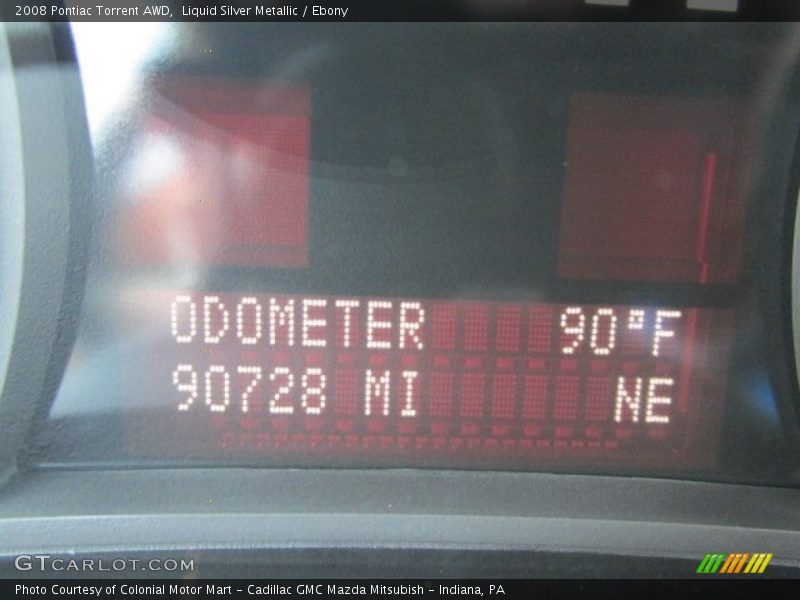 2008 Pontiac Torrent AWD,  Liquid Silver Metallic / Ebony
ODOMETER 90°F
90728 MI NE
GTCARLOT.COM
Photo Courtesy of Colonial Motor Mart - Cadillac GMC Mazda Mitsubish - Indiana, PA